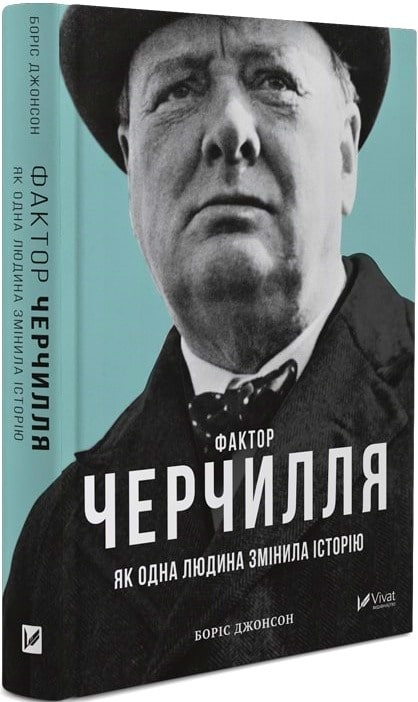 БОРІС ДЖОНСОН
ФАКТОР ЧЕРЧИЛЛЯ
ЯК ОДНА ЛЮДИНА ЗМІНИЛА ІСТОРІЮ
ФАКТОР
ЧЕРЧИЛЛЯ
ЯК ОДНА ЛЮДИНА ЗМІНИЛА ІСТОРІЮ
БОРІС ДЖОНСОН
Vivat
ВИДАВНИЦТВО